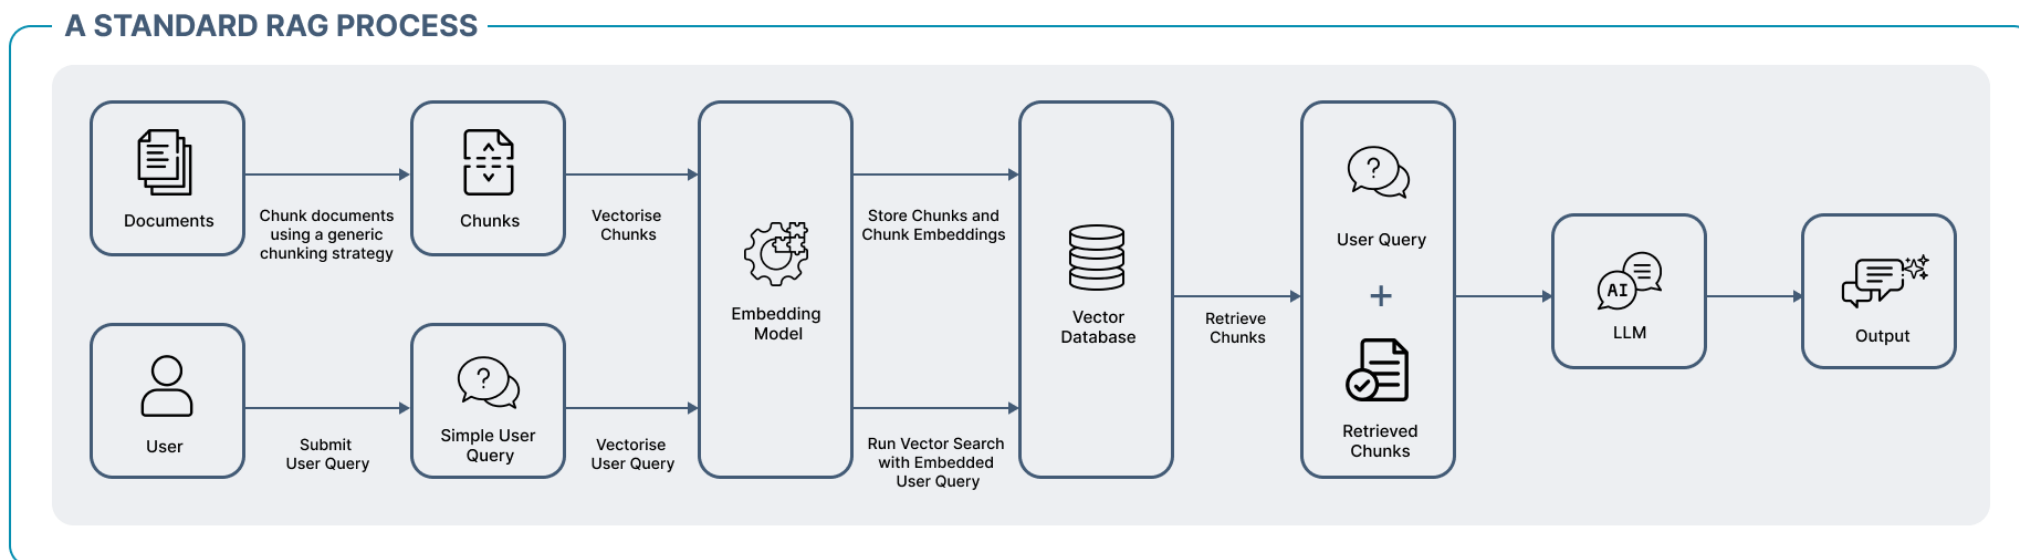 A STANDARD RAG PROCESS
Documents
Chunk documents
using a generic
chunking strategy
Chunks
Vectorise
Chunks
Embedding
Model
Store Chunks and
Chunk Embeddings
Vector
Database
Retrieve
Chunks
?
User Query
+
Retrieved
Chunks
AI
LLM
Output
User
Submit
User Query
?
Simple User
Query
Vectorise
User Query
Run Vector Search
with Embedded
User Query